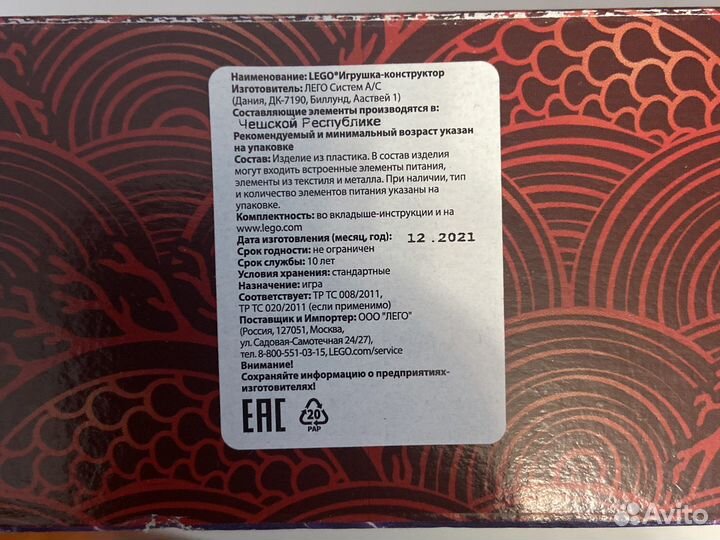 Наименование: LEGO®Игрушка-конструктор
Изготовитель: ЛЕГО Систем А/С
(Дания, ДК-7190, Биллунд,Ааствей 1)
Составляющие элементы производятся в:
Чешской Республике
Рекомендуемый и минимальный возраст указан
на упаковке
Состав: Изделие из пластика. В состав изделия
могут входить встроенные элементы питания,
элементы из текстиля и металла. При наличии, тип
и количество элементов питания указаны на
упаковке.
Комплектность: во вкладыше-инструкции и на
www.lego.com
Дата изготовления (месяц, год): 12.2021
Срок годности: не ограничен
Срок службы: 10 лет
Условия хранения: стандартные
Назначение: игра
Соответствует: ТР ТС 008/2011,
ТР ТС 020/2011 (если применимо)
Поставщик и Импортер: ООО "ЛЕГО"
(Россия, 127051, Москва,
ул. Садовая-Самотечная 24/27),
тел. 8-800-551-03-15, LEGO.com/service
Внимание!
Сохраняйте информацию о предприятиях-
изготовителях!
EAC
20
PAP
Avito